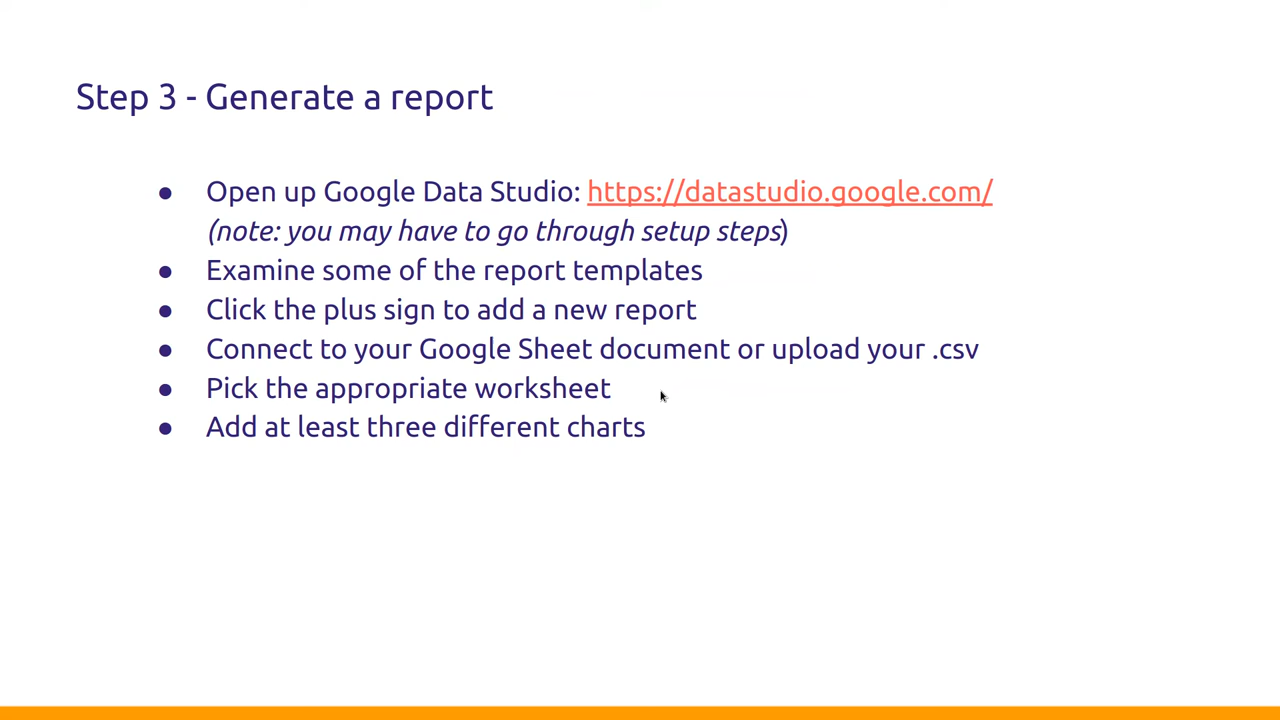 Step 3 - Generate a report
● Open up Google Data Studio: https://datastudio.google.com/
(note: you may have to go through setup steps)
● Examine some of the report templates
● Click the plus sign to add a new report
● Connect to your Google Sheet document or upload your .csv
● Pick the appropriate worksheet
● Add at least three different charts